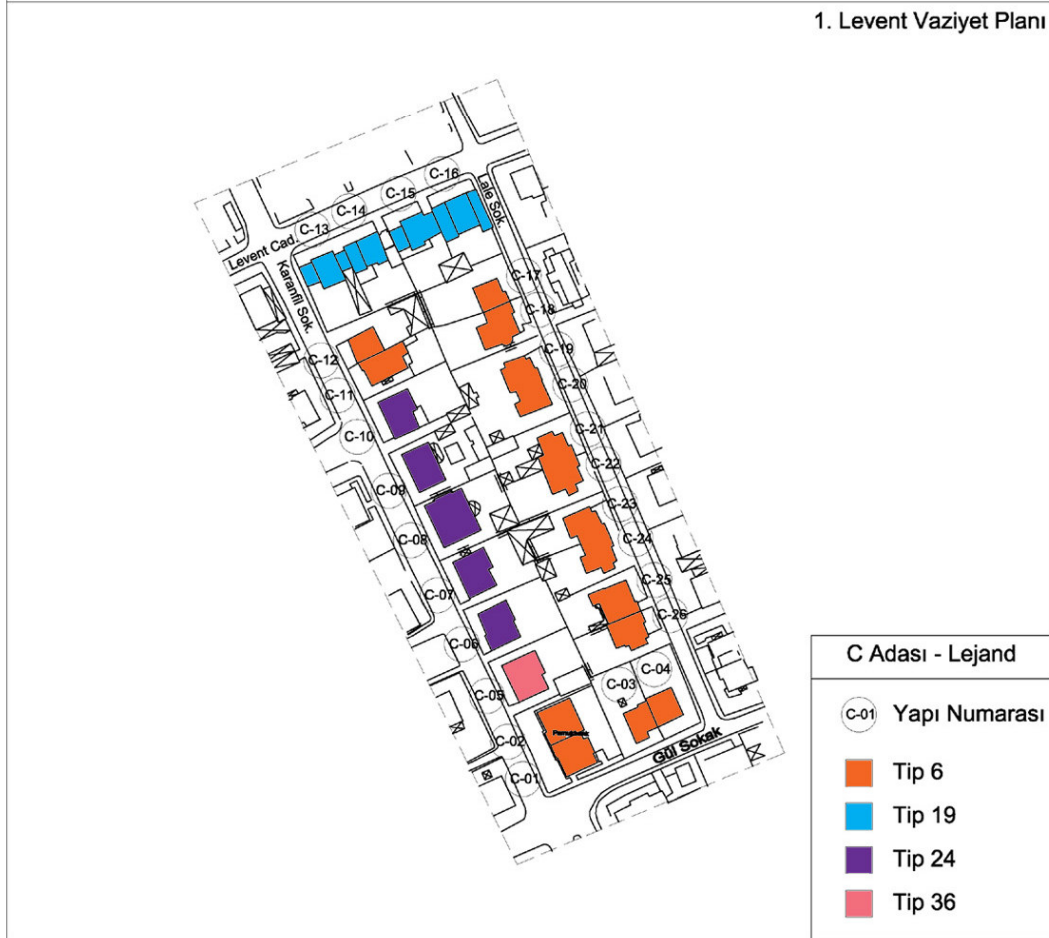 1. Levent Vaziyet Planı
C-16
C-15
C-14
C-13
Lale Sok.
Levent Cad.
Karanfil Sok.
C-17
C-18
C-12
C-19
C-11
C-20
C-10
C-21
C-22
C-09
C-23
C-08
C-24
C-25
C-07
C-26
C-06
C-04
C-03
C-05
C-02
Gül Sokak
C-01
C Adası - Lejand
C-01 Yapı Numarası
Tip 6
Tip 19
Tip 24
Tip 36